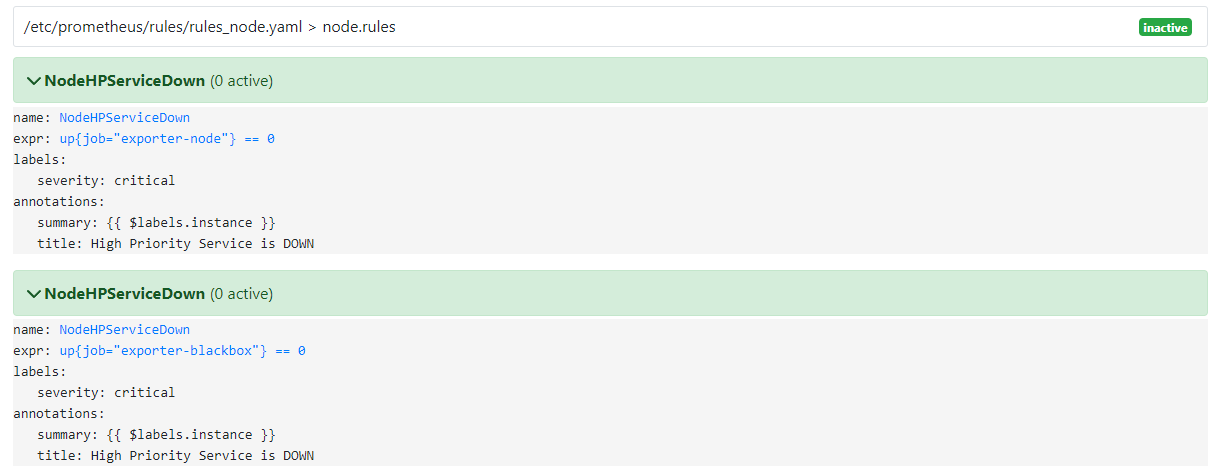 /etc/prometheus/rules/rules_node.yaml > node.rules
inactive
NodeHPServiceDown (0 active)
name: NodeHPServiceDown
expr: up{job="exporter-node"} == 0
labels:
severity: critical
annotations:
summary: {{ $labels.instance }}
title: High Priority Service is DOWN
NodeHPServiceDown (0 active)
name: NodeHPServiceDown
expr: up{job="exporter-blackbox"} == 0
labels:
severity: critical
annotations:
summary: {{ $labels.instance }}
title: High Priority Service is DOWN